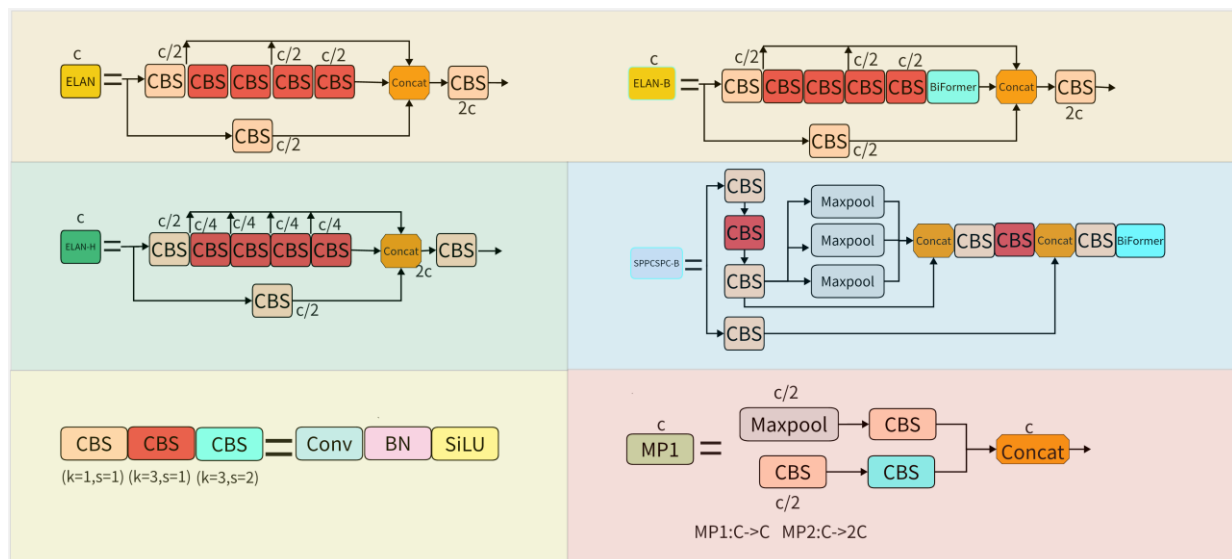 c
c/2
c/2
c/2
ELAN
CBS
CBS
CBS
CBS
CBS
Concat
CBS
2c
CBS
c/2
c
c/2
c/2
c/2
ELAN-B
CBS
CBS
CBS
CBS
CBS
BiFormer
Concat
CBS
2c
CBS
c/2
c
c/2
c/4
c/4
c/4
c/4
ELAN-H
CBS
CBS
CBS
CBS
CBS
Concat
CBS
2c
CBS
c/2
CBS
Maxpool
CBS
SPPCSPC-B
Maxpool
Concat
CBS
CBS
Concat
CBS
BiFormer
CBS
Maxpool
CBS
CBS
CBS
CBS
Conv
BN
SiLU
(k=1,s=1)
(k=3,s=1)
(k=3,s=2)
c/2
c
Maxpool
CBS
c
MP1
Concat
CBS
CBS
c/2
MP1:C->C
MP2:C->2C